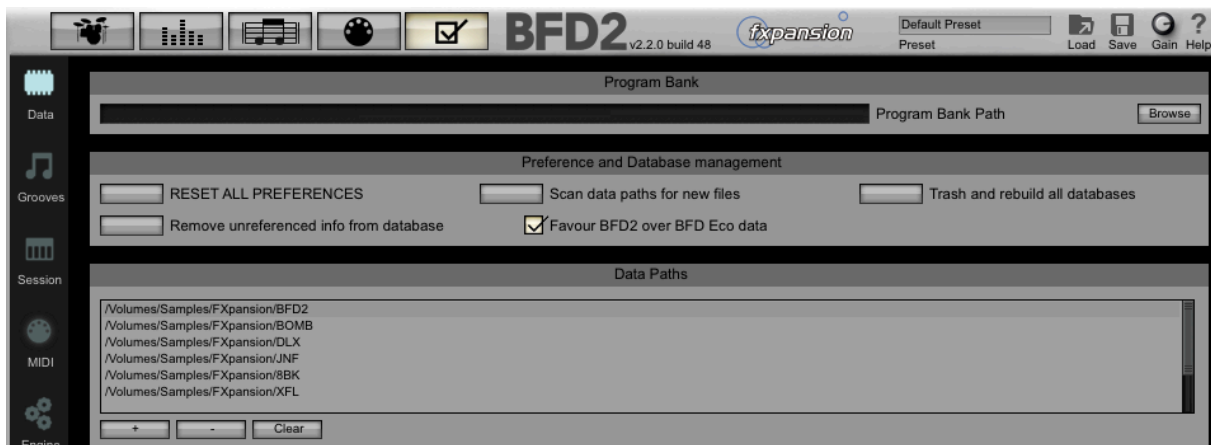 BFD2 v2.2.0 build 48
fxpansion
Default Preset
Preset
Load Save Gain Help
?
Data
Grooves
Session
MIDI
Engine
Program Bank
Program Bank Path
Browse
Preference and Database management
RESET ALL PREFERENCES
Scan data paths for new files
Trash and rebuild all databases
Remove unreferenced info from database
Favour BFD2 over BFD Eco data
Data Paths
/Volumes/Samples/FXpansion/BFD2
/Volumes/Samples/FXpansion/BOMB
/Volumes/Samples/FXpansion/DLX
/Volumes/Samples/FXpansion/JNF
/Volumes/Samples/FXpansion/8BK
/Volumes/Samples/FXpansion/XFL
+ - Clear